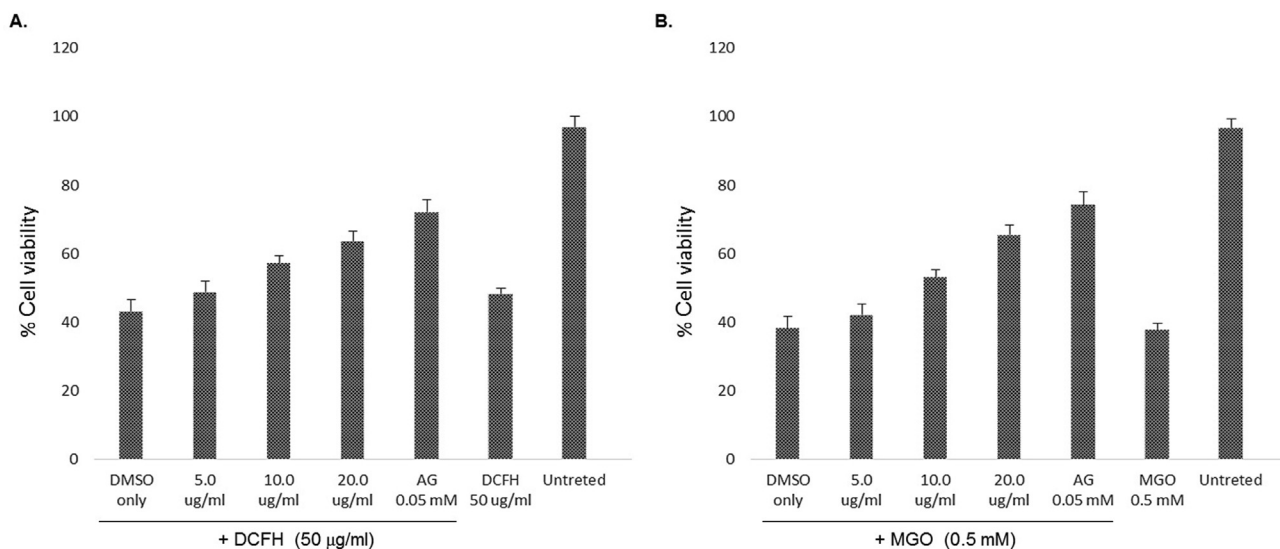 A.
120
100
80
60
40
20
0
% Cell viability
DMSO 5.0 10.0 20.0 AG DCFH Untreted
only ug/ml ug/ml ug/ml 0.05 mM 50 ug/ml
+ DCFH (50 μg/ml)
B.
120
100
80
60
40
20
0
% Cell viability
DMSO 5.0 10.0 20.0 AG MGO Untreted
only ug/ml ug/ml ug/ml 0.05 mM 0.5 mM
+ MGO (0.5 mM)